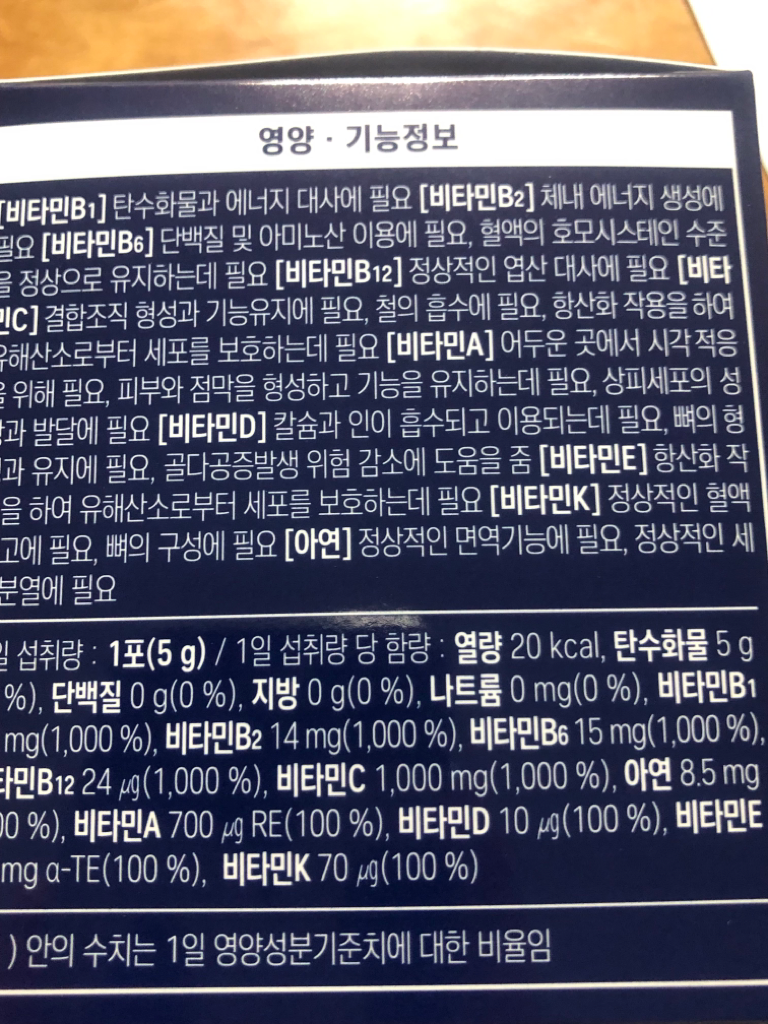 영양 · 기능정보
[비타민B1] 탄수화물과 에너지 대사에 필요 [비타민B2] 체내 에너지 생성에
필요 [비타민B6] 단백질 및 아미노산 이용에 필요, 혈액의 호모시스테인 수준
을 정상으로 유지하는데 필요 [비타민B12] 정상적인 엽산 대사에 필요 [비타
민C] 결합조직 형성과 기능유지에 필요, 철의 흡수에 필요, 항산화 작용을 하여
유해산소로부터 세포를 보호하는데 필요 [비타민A] 어두운 곳에서 시각 적응
을 위해 필요, 피부와 점막을 형성하고 기능을 유지하는데 필요, 상피세포의 성
장과 발달에 필요 [비타민D] 칼슘과 인이 흡수되고 이용되는데 필요, 뼈의 형
성과 유지에 필요, 골다공증발생 위험 감소에 도움을 줌 [비타민E] 항산화 작
을 하여 유해산소로부터 세포를 보호하는데 필요 [비타민K] 정상적인 혈액
고에 필요, 뼈의 구성에 필요 [아연] 정상적인 면역기능에 필요, 정상적인 세
분열에 필요
일 섭취량 : 1포(5 g) / 1일 섭취량 당 함량 : 열량 20 kcal, 탄수화물 5 g
%), 단백질 0 g(0 %), 지방 0 g(0 %), 나트륨 0 mg(0 %), 비타민B1
mg(1,000 %), 비타민B2 14 mg(1,000 %), 비타민B6 15 mg(1,000 %),
타민B12 24 ㎍(1,000 %), 비타민C 1,000 mg(1,000 %), 아연 8.5 mg
00 %), 비타민A 700 ㎍ RE(100 %), 비타민D 10 ㎍(100 %), 비타민E
mg α-TE(100 %), 비타민K 70 ㎍(100 %)
) 안의 수치는 1일 영양성분기준치에 대한 비율임